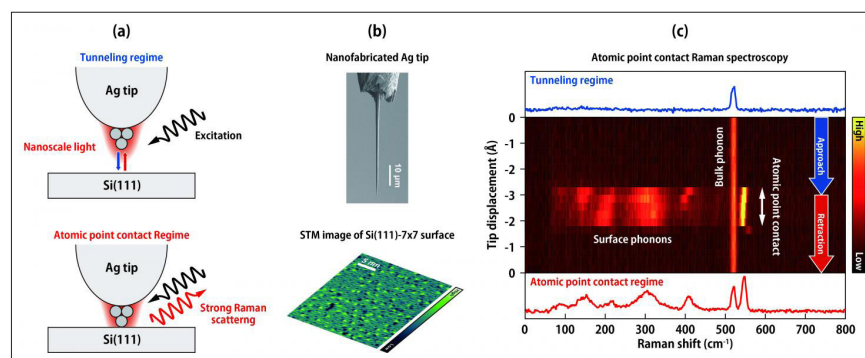 (a)
Tunneling regime
Ag tip
Nanoscale light
Excitation
Si(111)
Atomic point contact Regime
Ag tip
Strong Raman
scatterng
Si(111)
(b)
Nanofabricated Ag tip
10 μm
STM image of Si(111)-7x7 surface
5 nm
(c)
Atomic point contact Raman spectroscopy
Tunneling regime
Tip displacement (Å)
0
-1
-2
-3
-2
-1
0
Bulk phonon
Surface phonons
Atomic point contact
Approach
Retraction
High
Low
Atomic point contact regime
0 100 200 300 400 500 600 700 800
Raman shift (cm⁻¹)